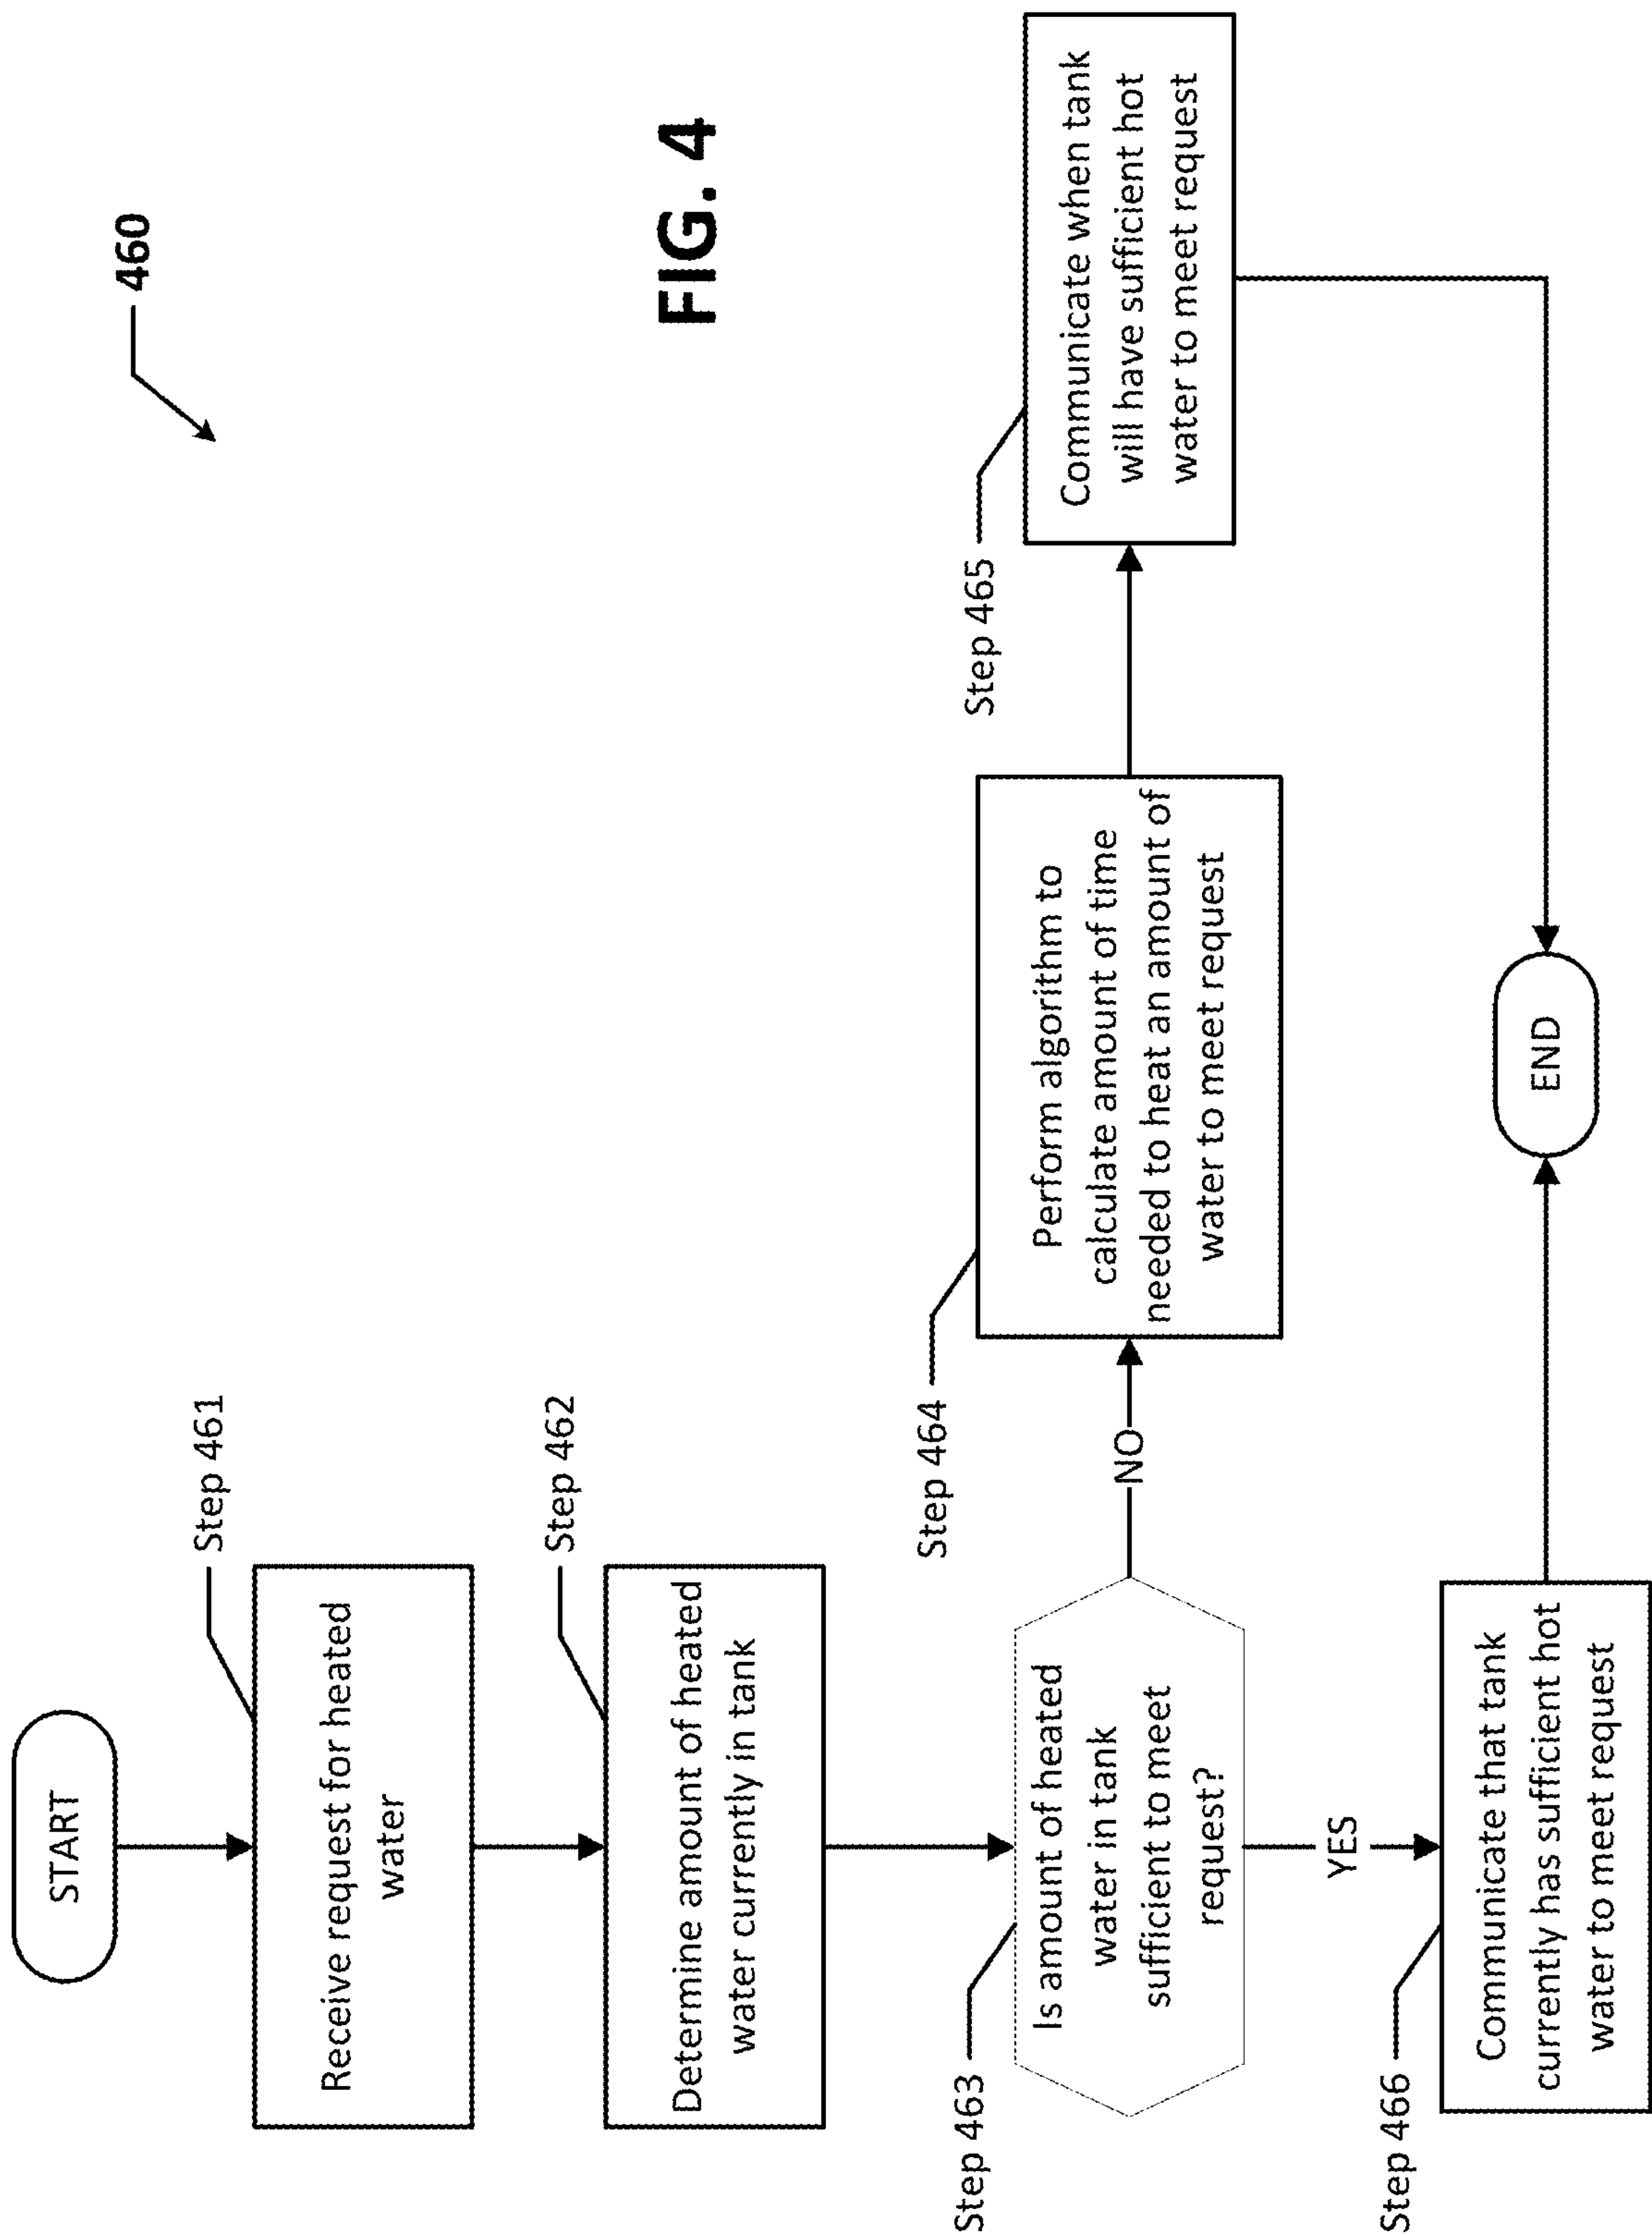 460
START
Step 461
Receive request for heated
water
Step 462
Determine amount of heated
water currently in tank
FIG. 4
Step 463
Is amount of heated
water in tank
sufficient to meet
request?
NO
Step 464
Perform algorithm to
calculate amount of time
needed to heat an amount of
water to meet request
Step 465
Communicate when tank
will have sufficient hot
water to meet request
YES
Step 466
Communicate that tank
currently has sufficient hot
water to meet request
END